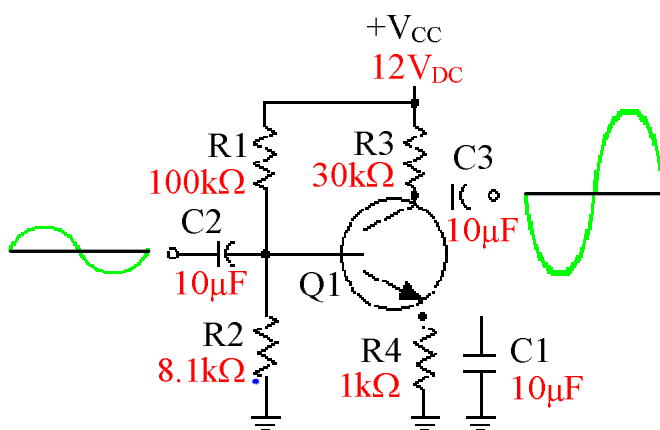 +VCC
12VDC
R1
100kΩ
R3
30kΩ
C3
10µF
C2
10µF
Q1
R2
8.1kΩ
R4
1kΩ
C1
10µF